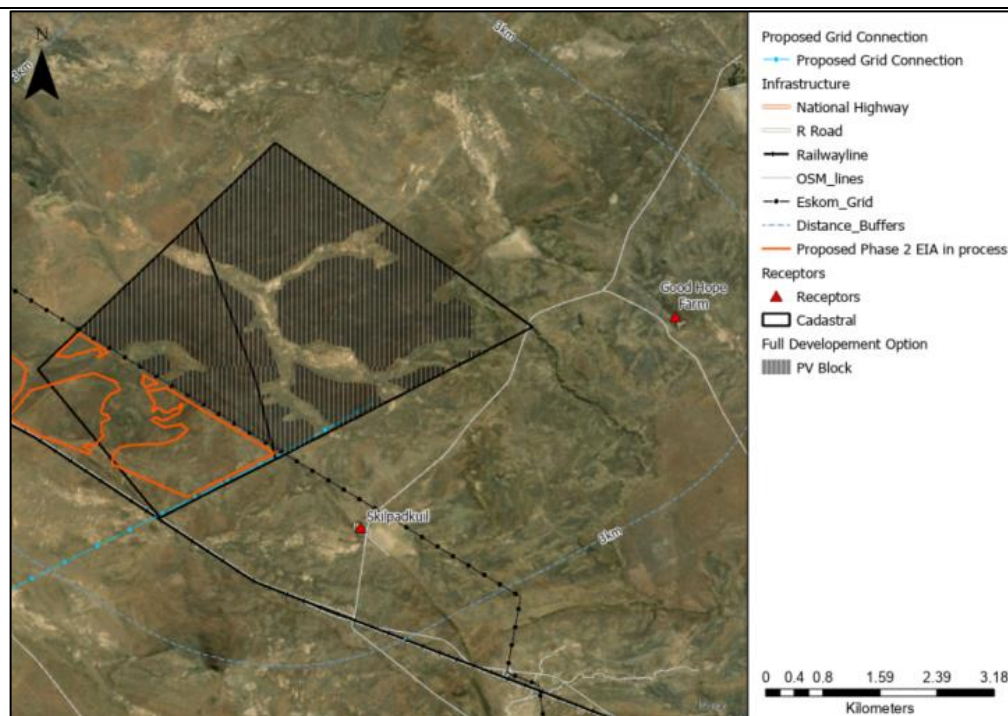 N
3km
3km
Good Hope
Farm
Skilpadkuil
3km
Proposed Grid Connection
Proposed Grid Connection
Infrastructure
National Highway
R Road
Railwayline
OSM_lines
Eskom_Grid
Distance_Buffers
Proposed Phase 2 EIA in process
Receptors
Receptors
Cadastral
Full Developement Option
PV Block
0 0.4 0.8 1.59 2.39 3.18
Kilometers